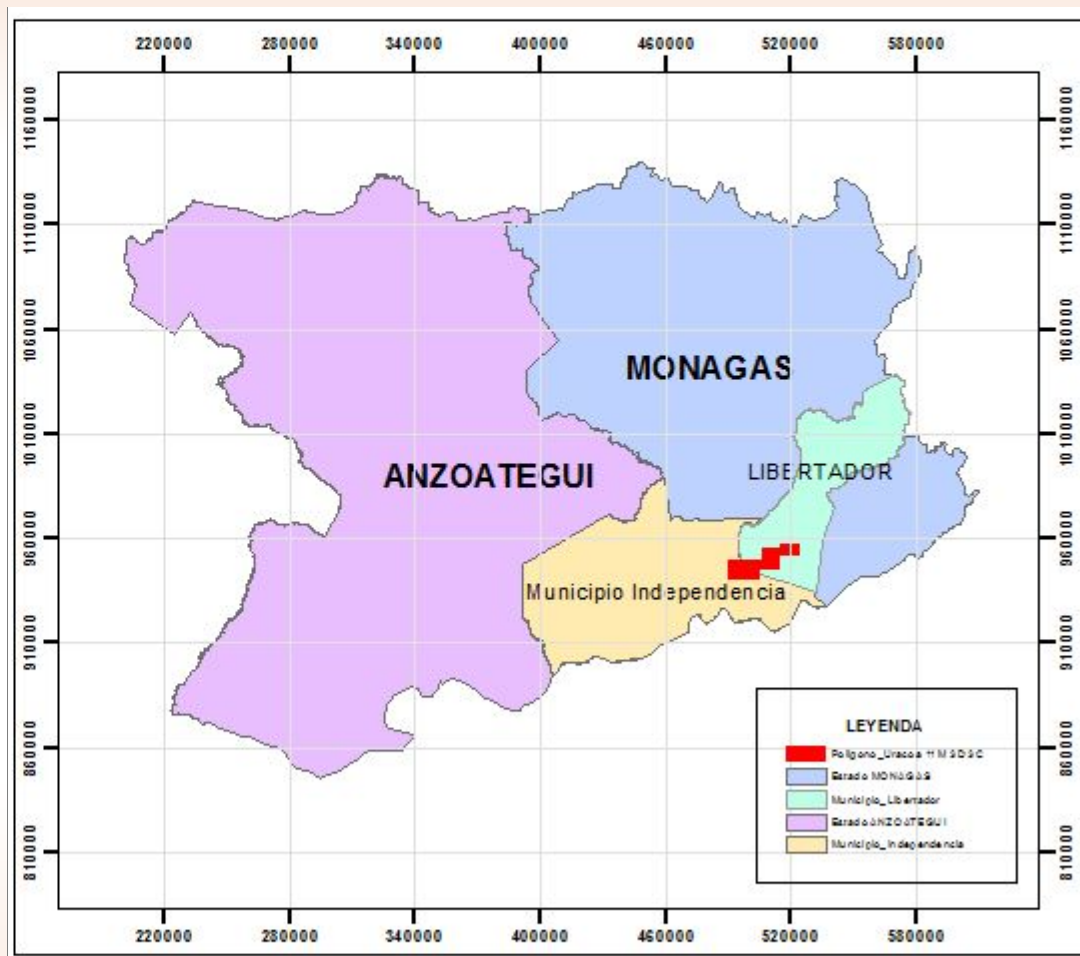 220000 280000 340000 400000 460000 520000 580000
1160000 1160000
1110000 1110000
1060000 1060000
MONAGAS
1010000 1010000
ANZOATEGUI LIBERTADOR
960000 960000
Municipio Independencia
910000 910000
LEYENDA
Poligono_Uracoa
860000 860000
Estado MONAGAS
Municipio_Libertador
Estado ANZOATEGUI
Municipio_Independencia
810000 810000
220000 280000 340000 400000 460000 520000 580000